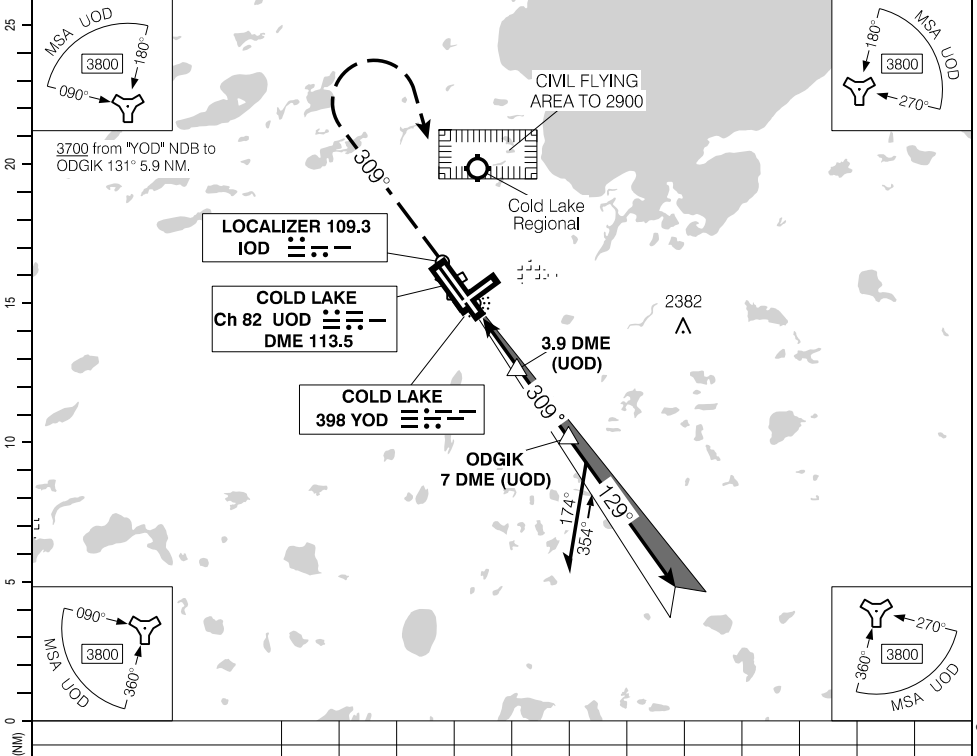 25
20
15
10
5
0
(NM)
MSA UOD
3800
180°
090°
MSA UOD
3800
180°
270°
3700 from "YOD" NDB to
ODGIK 131° 5.9 NM.
CIVIL FLYING
AREA TO 2900
Cold Lake
Regional
309°
LOCALIZER 109.3
IOD
COLD LAKE
Ch 82 UOD
DME 113.5
2382
3.9 DME
(UOD)
COLD LAKE
398 YOD
309°
ODGIK
7 DME (UOD)
129°
174°
354°
090°
MSA UOD
3800
360°
270°
360°
3800
MSA UOD